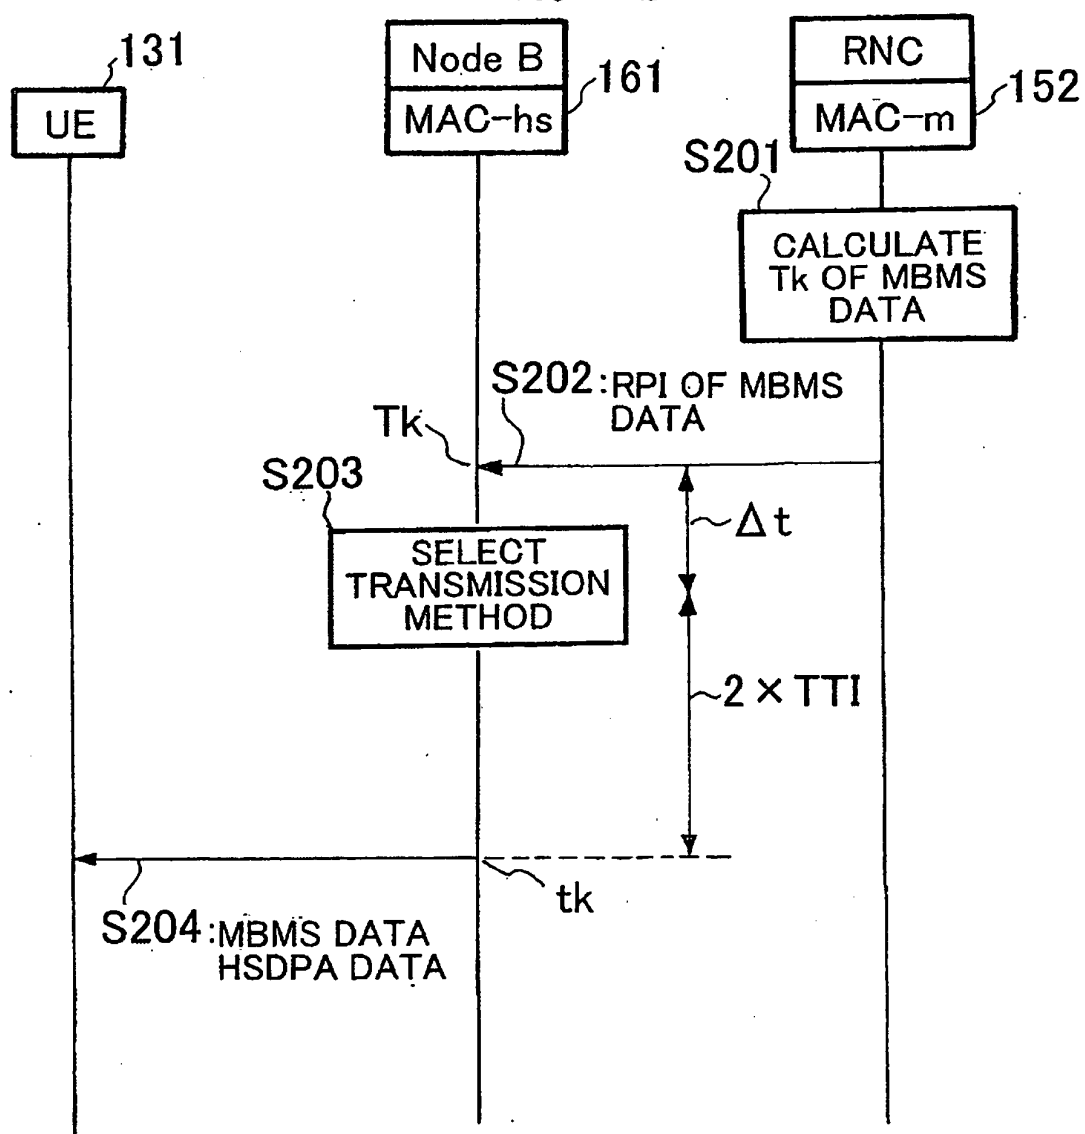 131
UE
Node B
MAC-hs
161
RNC
MAC-m
152
S201
CALCULATE
Tk OF MBMS
DATA
S202:RPI OF MBMS
DATA
Tk
S203
SELECT
TRANSMISSION
METHOD
Δt
2×TTI
tk
S204:MBMS DATA
HSDPA DATA